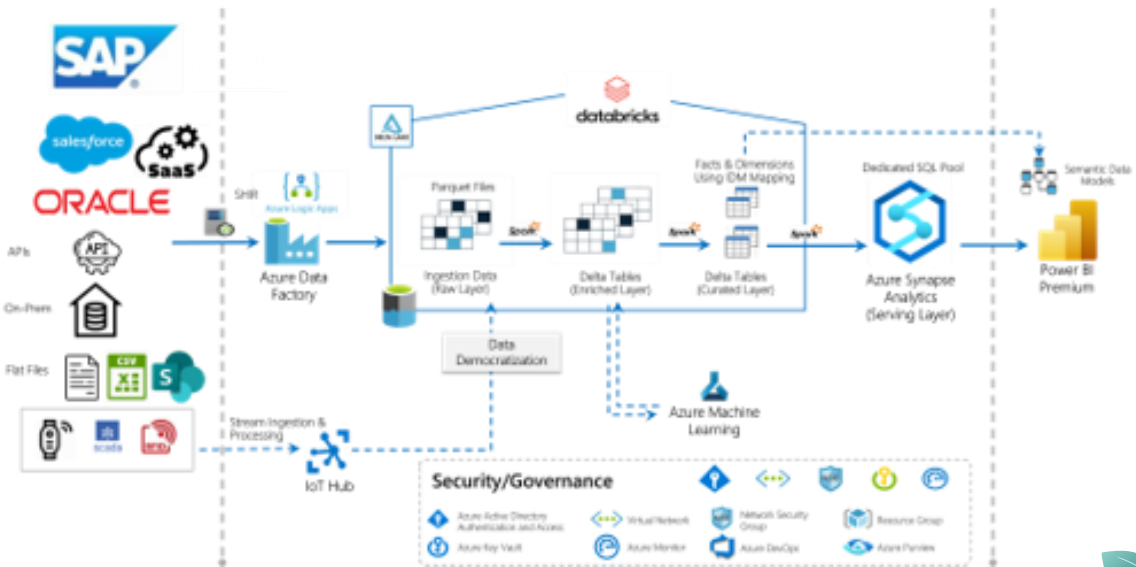 SAP
salesforce
SaaS
ORACLE
APIs
API
On-Prem
Flat Files
CSV
S
scada
RFID
SHIR
Azure Logic Apps
Azure Data
Factory
Stream Ingestion &
Processing
IoT Hub
DELTA LAKE
databricks
Parquet Files
Spark
Ingestion Data
(Raw Layer)
Data
Democratization
Delta Tables
(Enriched Layer)
Spark
Facts & Dimensions
Using IDM Mapping
Delta Tables
(Curated Layer)
Spark
Azure Machine
Learning
Dedicated SQL Pool
Azure Synapse
Analytics
(Serving Layer)
Semantic Data
Models
Power BI
Premium
Security/Governance
Azure Active Directory
Authentication and Access
Virtual Network
Network Security
Group
Resource Group
Azure Key Vault
Azure Monitor
Azure DevOps
Azure Purview